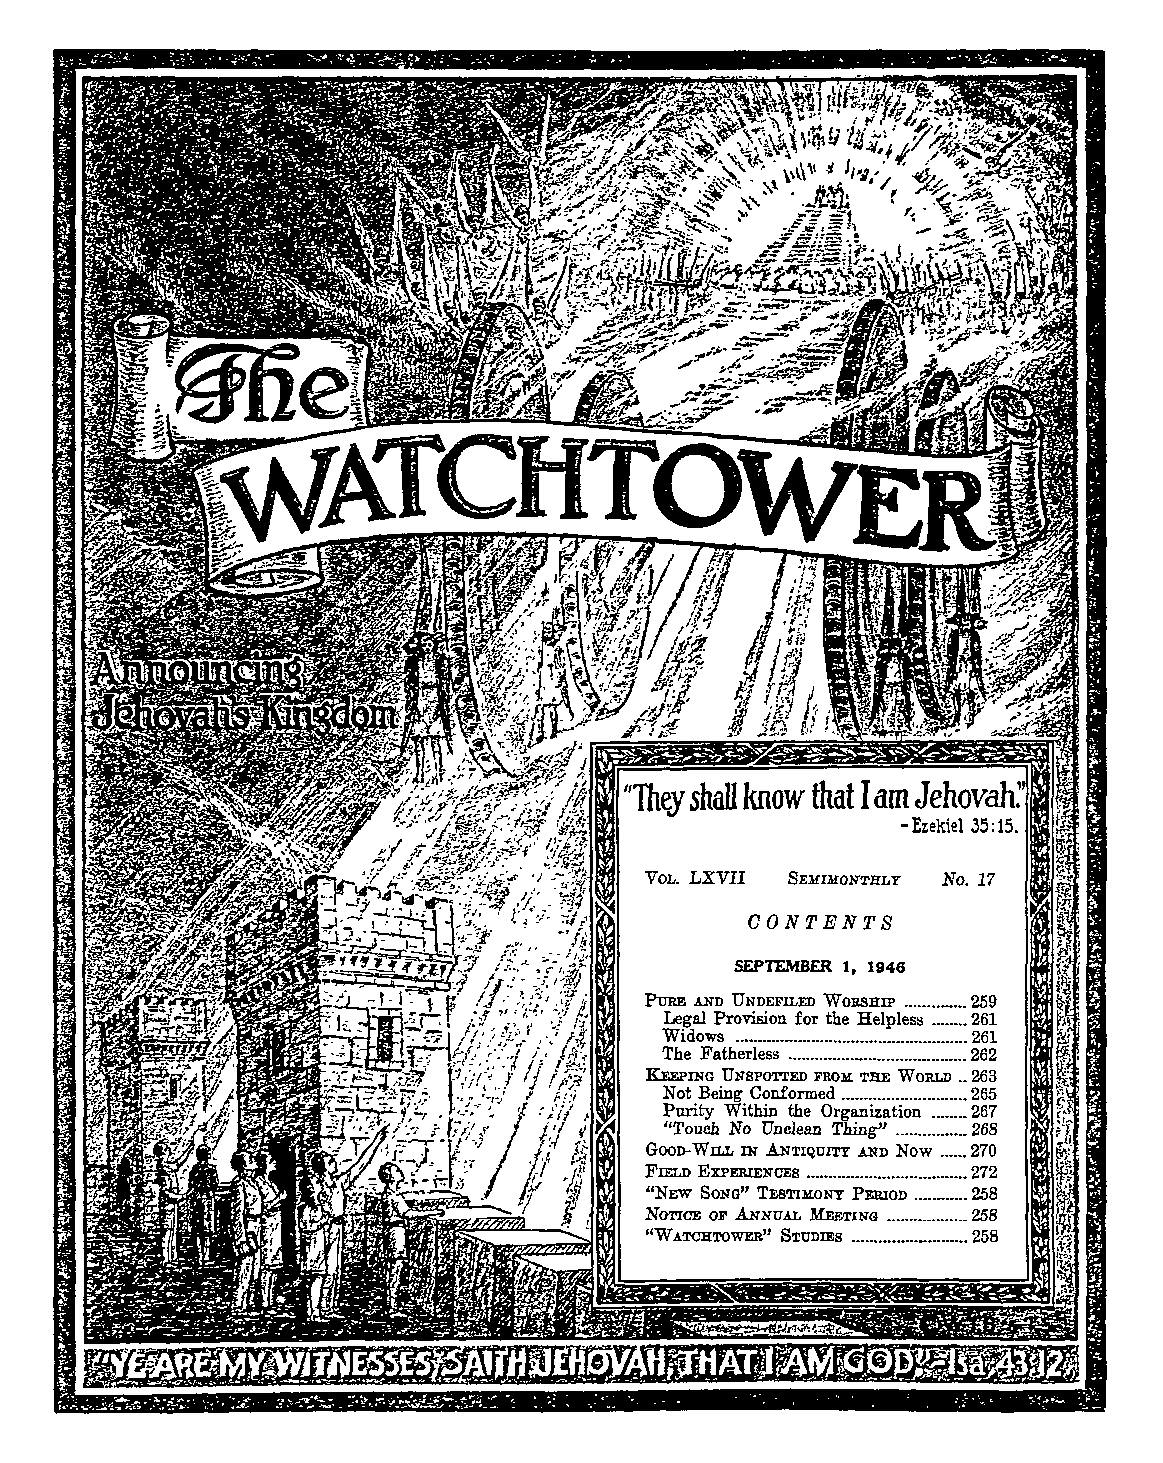 The
WATCHTOWER
Announcing
Jehovah's Kingdom
"They shall know that I am Jehovah."
-Ezekiel 35:15.
VOL. LXVII SEMIMONTHLY No. 17
CONTENTS
SEPTEMBER 1, 1946
PURE AND UNDEFILED WORSHIP ............. 259
Legal Provision for the Helpless ........ 261
Widows ................................................ 261
The Fatherless ..................................... 262
KEEPING UNSPOTTED FROM THE WORLD .. 263
Not Being Conformed .......................... 265
Purity Within the Organization ....... 267
"Touch No Unclean Thing" ............... 268
GOOD-WILL IN ANTIQUITY AND NOW ...... 270
FIELD EXPERIENCES .................................. 272
"NEW SONG" TESTIMONY PERIOD ........... 258
NOTICE OF ANNUAL MEETING ................. 258
"WATCHTOWER" STUDIES ........................ 258
"YE ARE MY WITNESSES, SAITH JEHOVAH, THAT I AM GOD."-Isa. 43:12